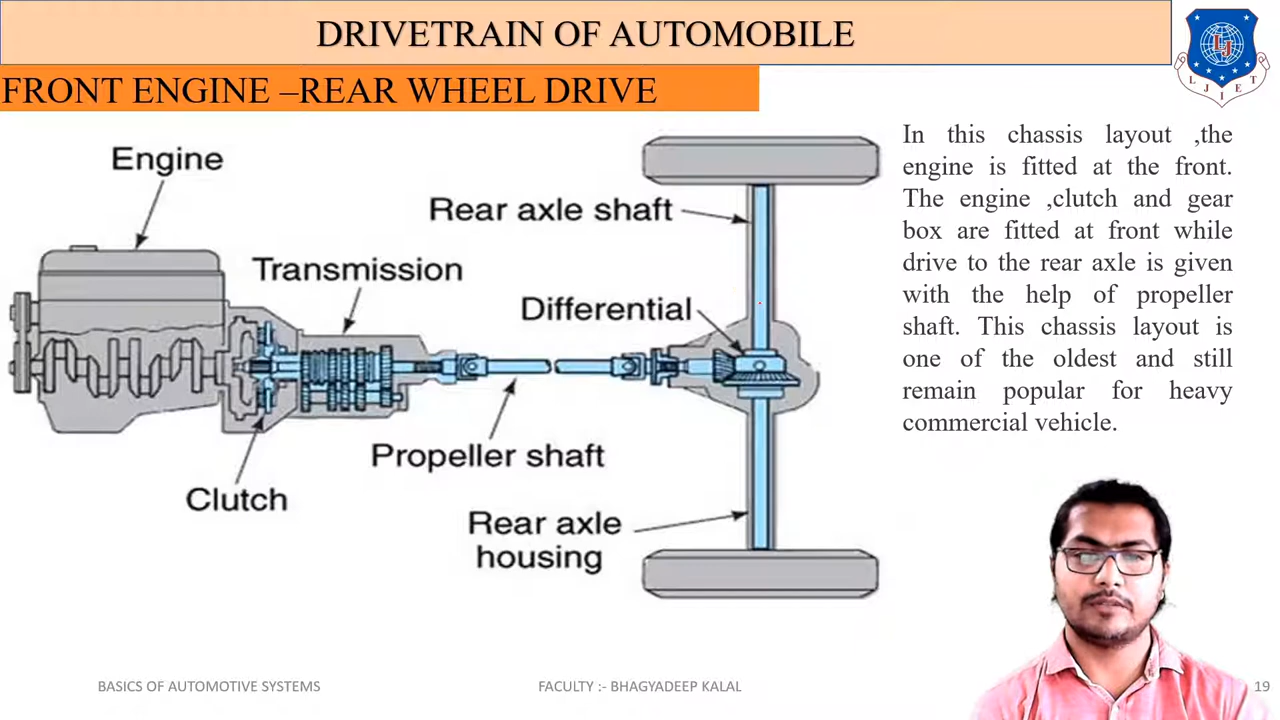 DRIVETRAIN OF AUTOMOBILE
FRONT ENGINE –REAR WHEEL DRIVE
L J I E T
LJ
Engine
Rear axle shaft
Transmission
Differential
Propeller shaft
Clutch
Rear axle
housing
In this chassis layout ,the
engine is fitted at the front.
The engine ,clutch and gear
box are fitted at front while
drive to the rear axle is given
with the help of propeller
shaft. This chassis layout is
one of the oldest and still
remain popular for heavy
commercial vehicle.
BASICS OF AUTOMOTIVE SYSTEMS
FACULTY :- BHAGYADEEP KALAL
19